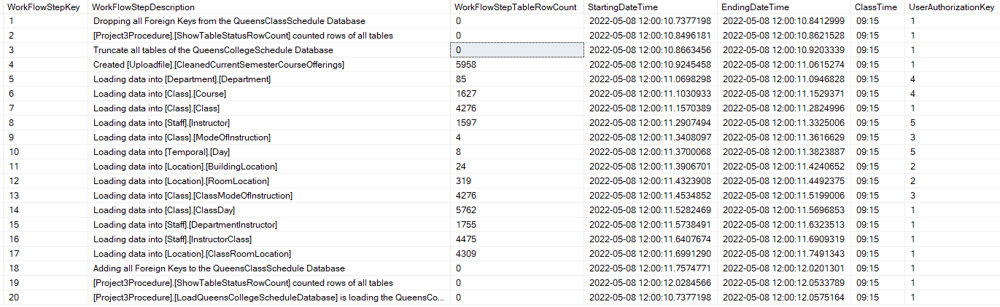 WorkFlowStepKey WorkFlowStepDescription WorkFlowStepTableRowCount StartingDateTime EndingDateTime ClassTime UserAuthorizationKey
1 Dropping all Foreign Keys from the QueensClassSchedule Database 0 2022-05-08 12:00:10.7377198 2022-05-08 12:00:10.8412999 09:15 1
2 [Project3Procedure].[ShowTableStatusRowCount] counted rows of all tables 0 2022-05-08 12:00:10.8496181 2022-05-08 12:00:10.8621528 09:15 1
3 Truncate all tables of the QueensCollegeSchedule Database 0 2022-05-08 12:00:10.8663456 2022-05-08 12:00:10.9203339 09:15 1
4 Created [Uploadfile].[CleanedCurrentSemesterCourseOfferings] 5958 2022-05-08 12:00:10.9245458 2022-05-08 12:00:11.0615274 09:15 1
5 Loading data into [Department].[Department] 85 2022-05-08 12:00:11.0698298 2022-05-08 12:00:11.0946828 09:15 4
6 Loading data into [Class].[Course] 1627 2022-05-08 12:00:11.1030933 2022-05-08 12:00:11.1529371 09:15 4
7 Loading data into [Class].[Class] 4276 2022-05-08 12:00:11.1570389 2022-05-08 12:00:11.2824996 09:15 1
8 Loading data into [Staff].[Instructor] 1597 2022-05-08 12:00:11.2907494 2022-05-08 12:00:11.3325006 09:15 5
9 Loading data into [Class].[ModeOfInstruction] 4 2022-05-08 12:00:11.3408097 2022-05-08 12:00:11.3616629 09:15 3
10 Loading data into [Temporal].[Day] 8 2022-05-08 12:00:11.3700068 2022-05-08 12:00:11.3823887 09:15 5
11 Loading data into [Location].[BuildingLocation] 24 2022-05-08 12:00:11.3906701 2022-05-08 12:00:11.4240652 09:15 2
12 Loading data into [Location].[RoomLocation] 319 2022-05-08 12:00:11.4323908 2022-05-08 12:00:11.4492375 09:15 2
13 Loading data into [Class].[ClassModeOfInstruction] 4276 2022-05-08 12:00:11.4534852 2022-05-08 12:00:11.5199006 09:15 3
14 Loading data into [Class].[ClassDay] 5762 2022-05-08 12:00:11.5282469 2022-05-08 12:00:11.5696853 09:15 1
15 Loading data into [Staff].[DepartmentInstructor] 1755 2022-05-08 12:00:11.5738491 2022-05-08 12:00:11.6323513 09:15 1
16 Loading data into [Staff].[InstructorClass] 4475 2022-05-08 12:00:11.6407674 2022-05-08 12:00:11.6909319 09:15 1
17 Loading data into [Location].[ClassRoomLocation] 4309 2022-05-08 12:00:11.6991290 2022-05-08 12:00:11.7491343 09:15 1
18 Adding all Foreign Keys to the QueensClassSchedule Database 0 2022-05-08 12:00:11.7574771 2022-05-08 12:00:12.0201301 09:15 1
19 [Project3Procedure].[ShowTableStatusRowCount] counted rows of all tables 0 2022-05-08 12:00:12.0284566 2022-05-08 12:00:12.0533789 09:15 1
20 [Project3Procedure].[LoadQueensCollegeScheduleDatabase] is loading the QueensCo... 0 2022-05-08 12:00:10.7377198 2022-05-08 12:00:12.0575164 09:15 1